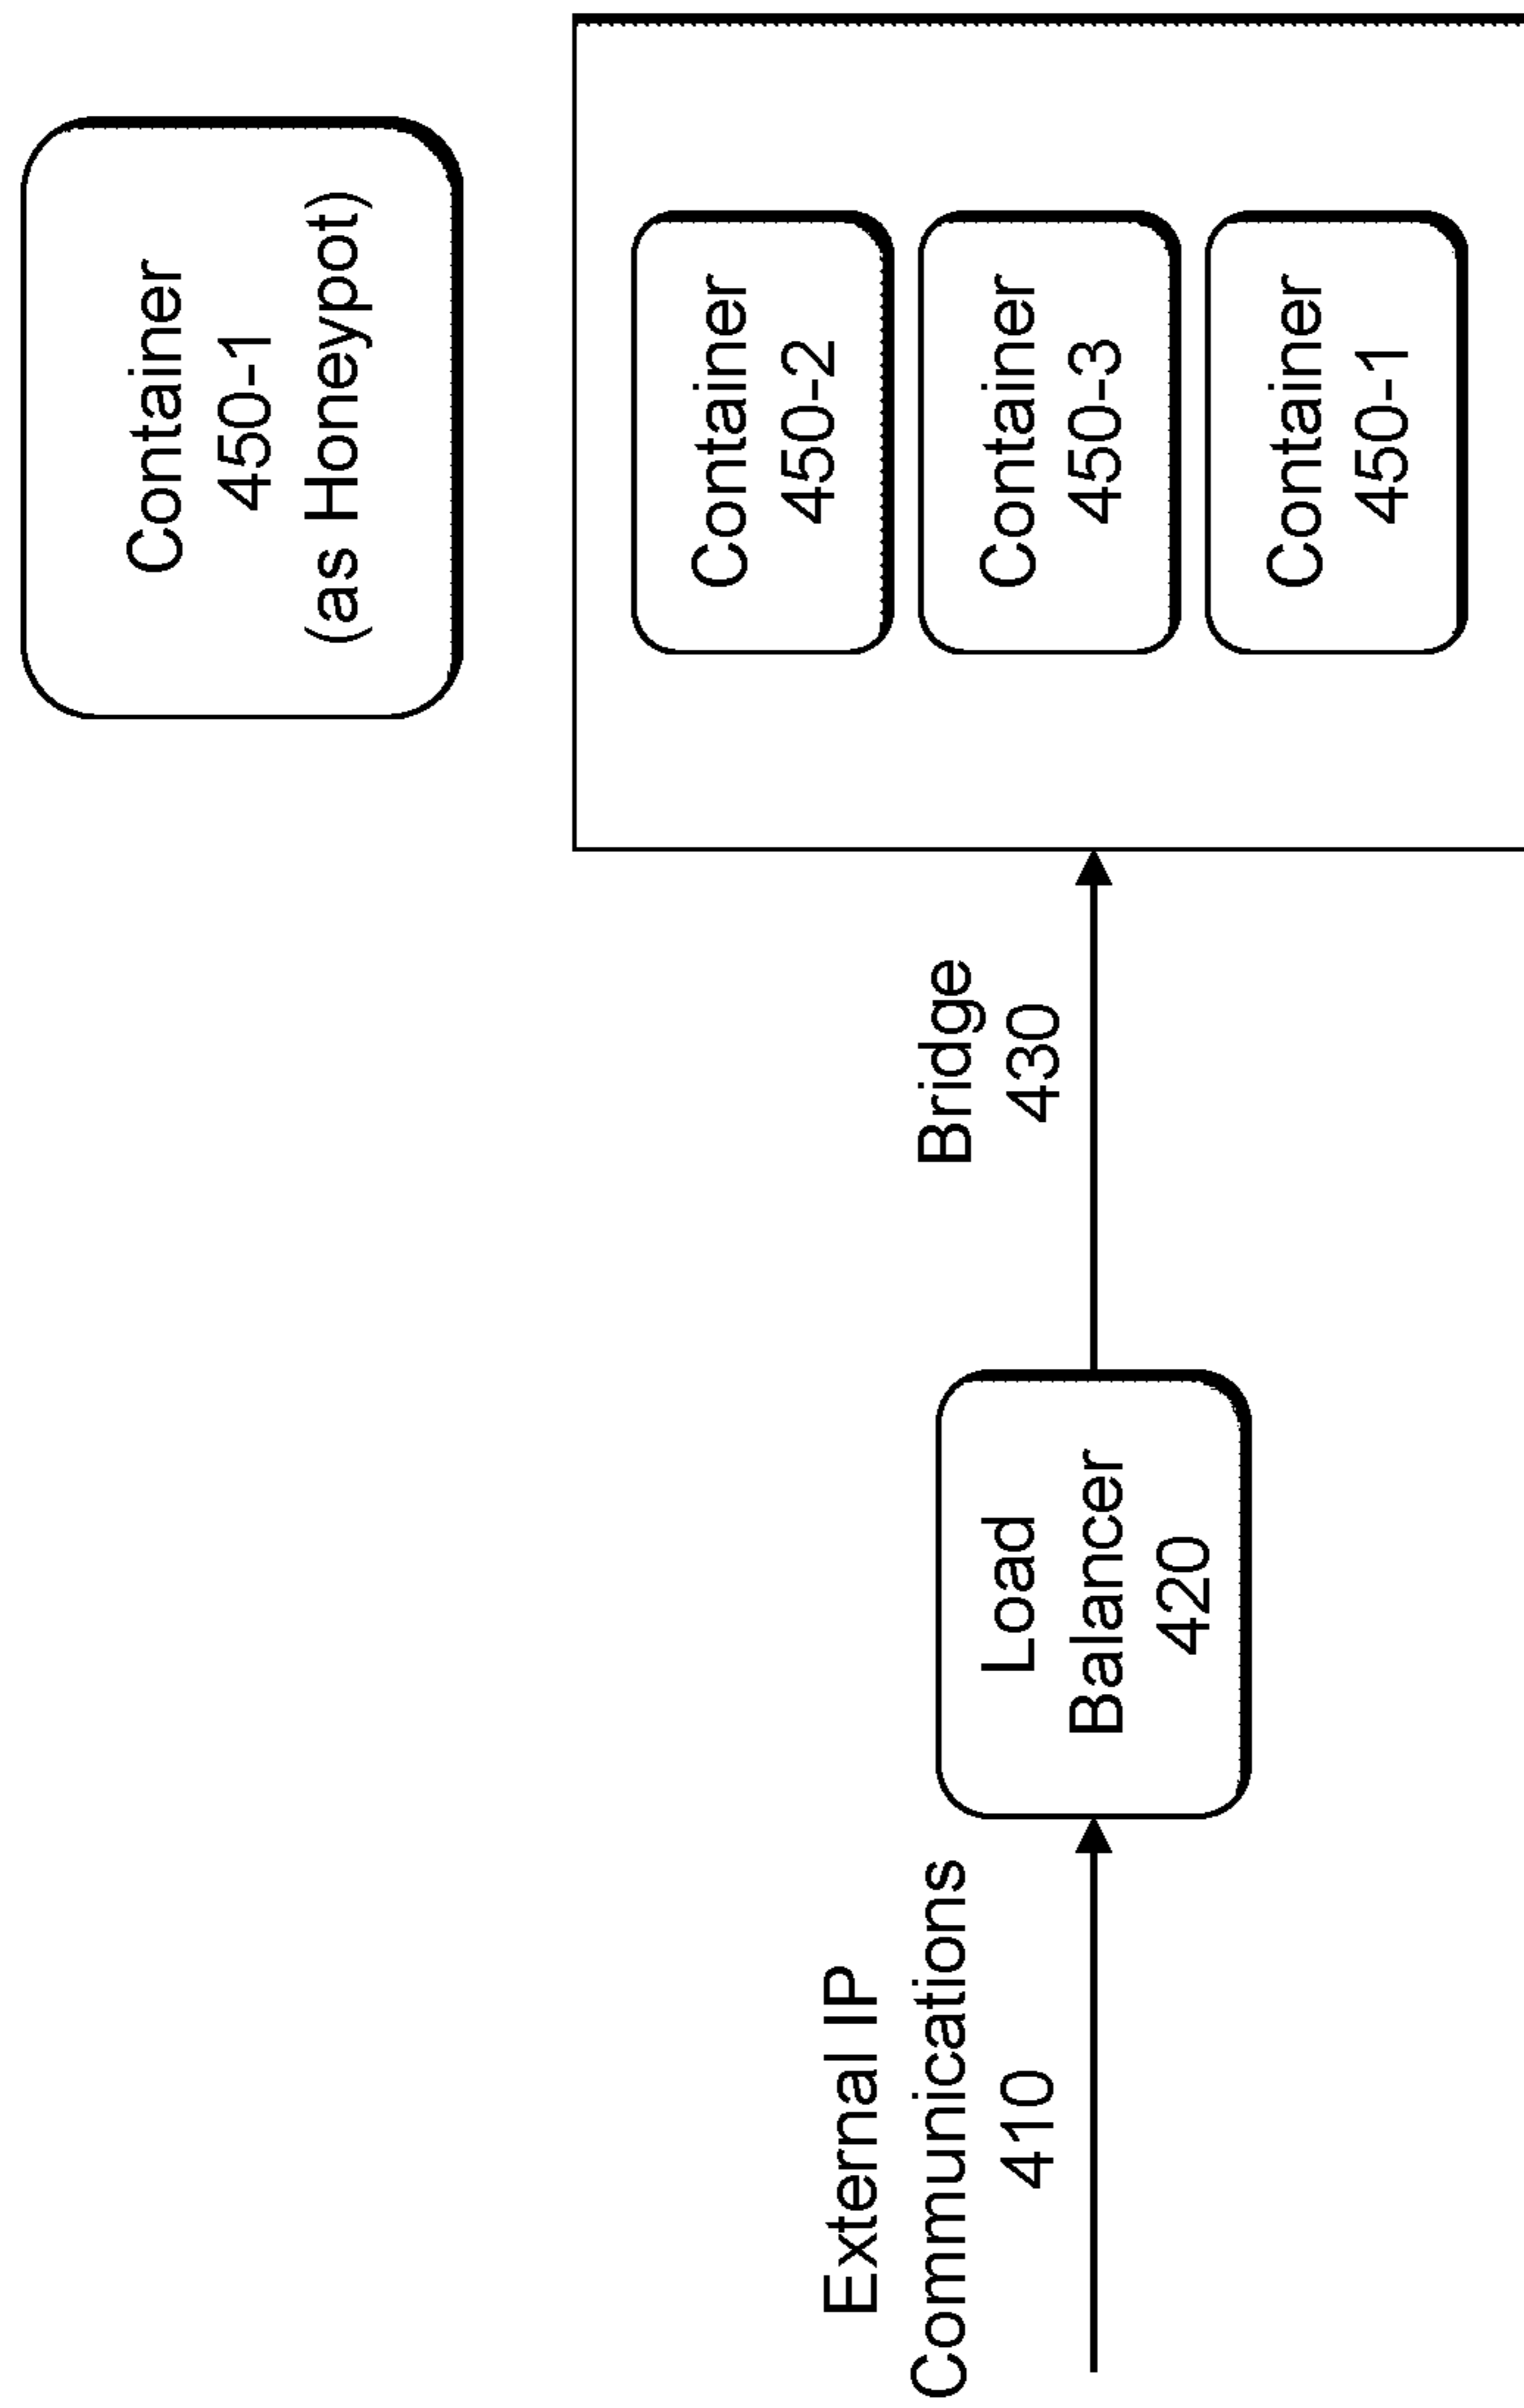 Container
450-1
(as Honeypot)
External IP
Communications
410
Load
Balancer
420
Bridge
430
Container
450-2
Container
450-3
Container
450-1